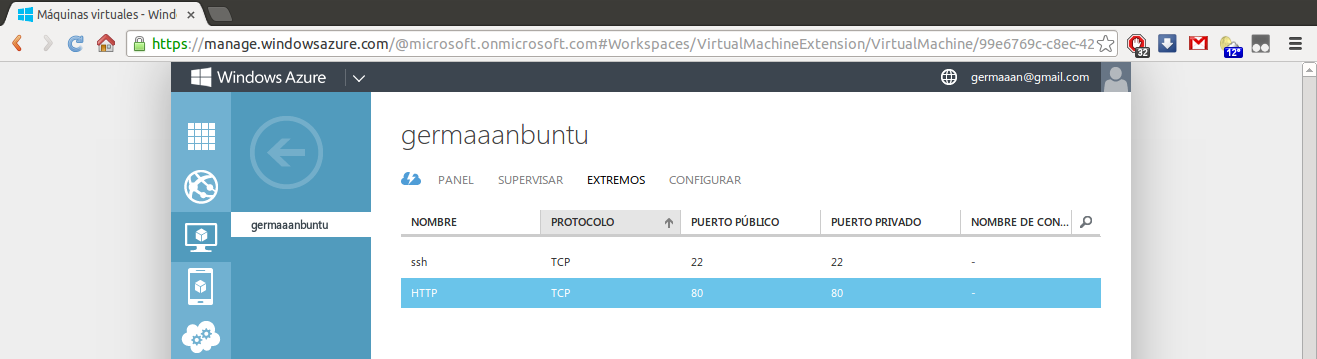 Máquinas virtuales - Wind
https://manage.windowsazure.com/@microsoft.onmicrosoft.com#Workspaces/VirtualMachineExtension/VirtualMachine/99e6769c-c8ec-42
32
12°
Windows Azure
germaaan@gmail.com
germaaanbuntu
PANEL SUPERVISAR EXTREMOS CONFIGURAR
germaaanbuntu
NOMBRE PROTOCOLO PUERTO PÚBLICO PUERTO PRIVADO NOMBRE DE CON...
ssh TCP 22 22 -
HTTP TCP 80 80 -